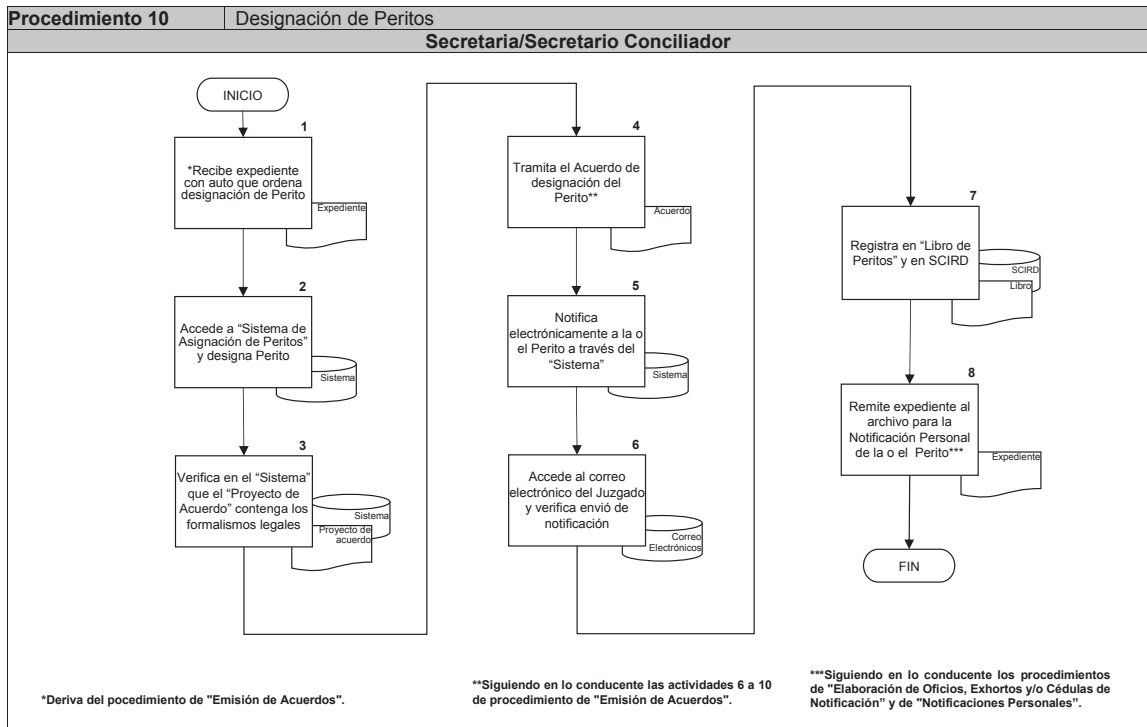 Procedimiento 10
Designación de Peritos
Secretaria/Secretario Conciliador
INICIO
1
*Recibe expediente
con auto que ordena
designación de Perito
Expediente
2
Accede a “Sistema de
Asignación de Peritos”
y designa Perito
Sistema
3
Verifica en el “Sistema”
que el “Proyecto de
Acuerdo” contenga los
formalismos legales
Sistema
Proyecto de
acuerdo
4
Tramita el Acuerdo de
designación del
Perito**
Acuerdo
5
Notifica
electrónicamente a la o
el Perito a través del
“Sistema”
Sistema
6
Accede al correo
electrónico del Juzgado
y verifica envió de
notificación
Correo
Electrónicos
7
Registra en “Libro de
Peritos” y en SCIRD
SCIRD
Libro
8
Remite expediente al
archivo para la
Notificación Personal
de la o el Perito***
Expediente
FIN
*Deriva del pocedimiento de "Emisión de Acuerdos".
**Siguiendo en lo conducente las actividades 6 a 10
de procedimiento de "Emisión de Acuerdos".
***Siguiendo en lo conducente los procedimientos
de "Elaboración de Oficios, Exhortos y/o Cédulas de
Notificación” y de "Notificaciones Personales”.